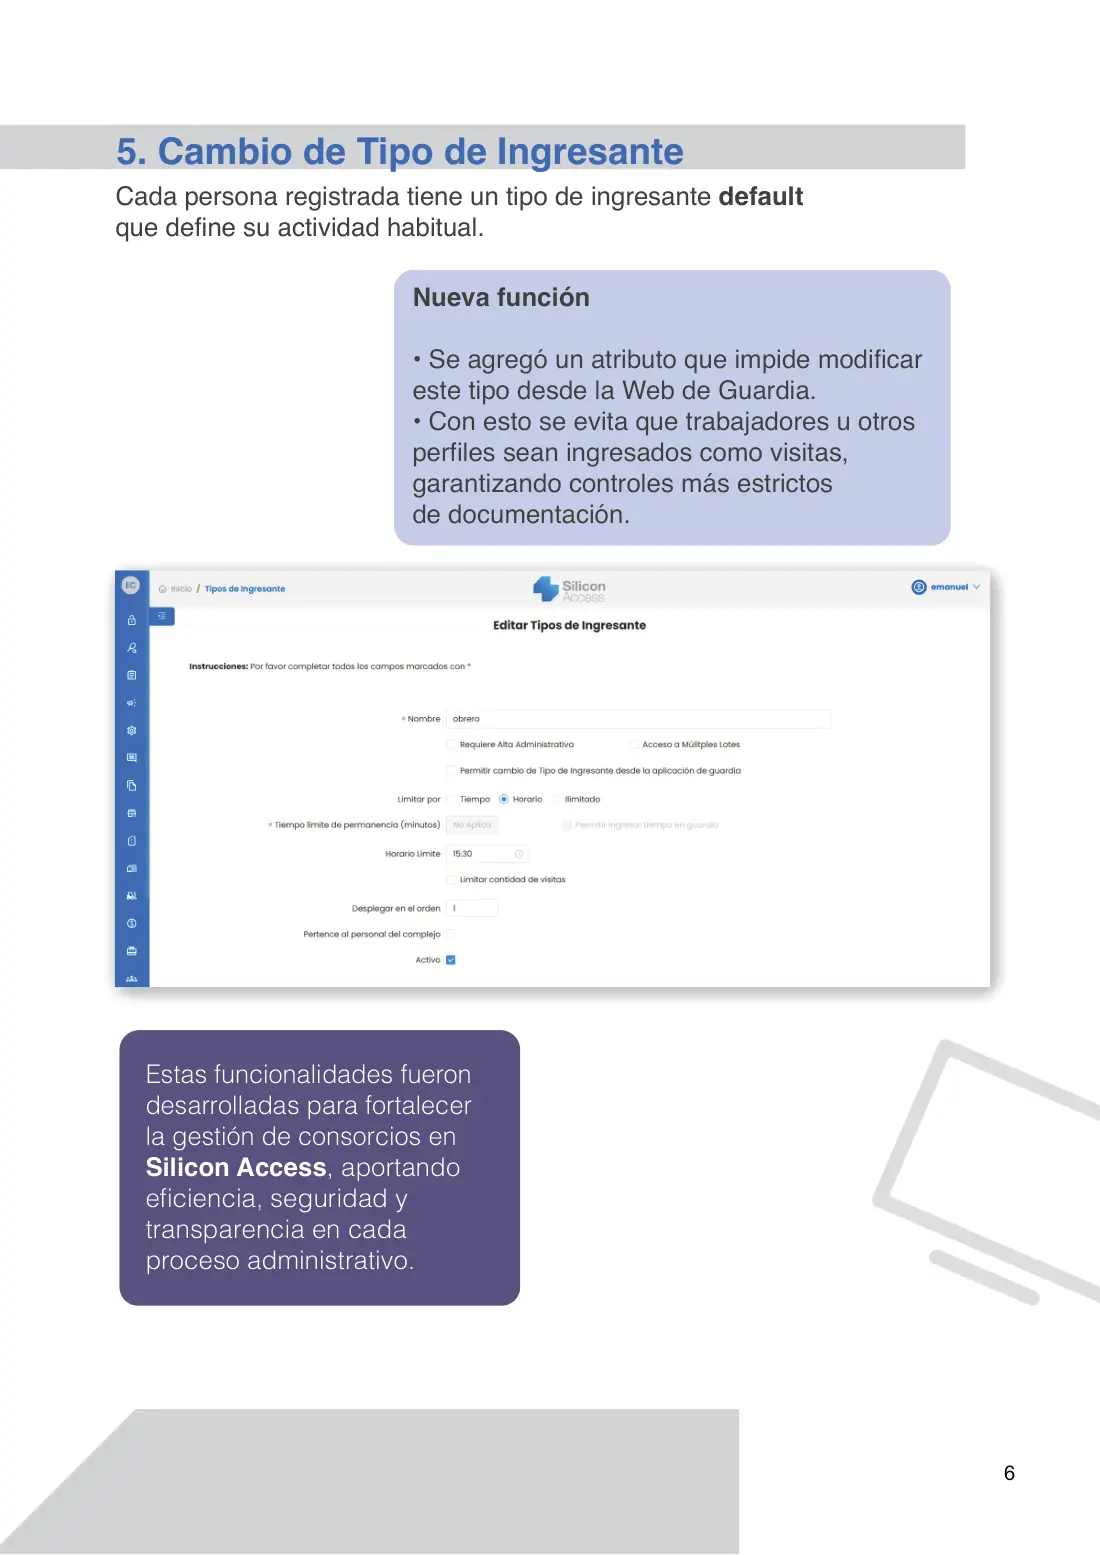 5. Cambio de Tipo de Ingresante
Cada persona registrada tiene un tipo de ingresante default
que define su actividad habitual.
Nueva función
• Se agregó un atributo que impide modificar
este tipo desde la Web de Guardia.
• Con esto se evita que trabajadores u otros
perfiles sean ingresados como visitas,
garantizando controles más estrictos
de documentación.
EC
Inicio / Tipos de Ingresante
Silicon
Access
emanuel
Editar Tipos de Ingresante
Instrucciones: Por favor completar todos los campos marcados con *
* Nombre obrero
Requiere Alta Administrativa Acceso a Múlitples Lotes
Permitir cambio de Tipo de Ingresante desde la aplicación de guardia
Limitar por Tiempo Horario Ilimitado
* Tiempo límite de permanencia (minutos) No Aplica Permitir ingresar tiempo en guardia
Horario Límite 15:30
Limitar cantidad de visitas
Desplegar en el orden 1
Pertence al personal del complejo
Activo
Estas funcionalidades fueron
desarrolladas para fortalecer
la gestión de consorcios en
Silicon Access, aportando
eficiencia, seguridad y
transparencia en cada
proceso administrativo.
6